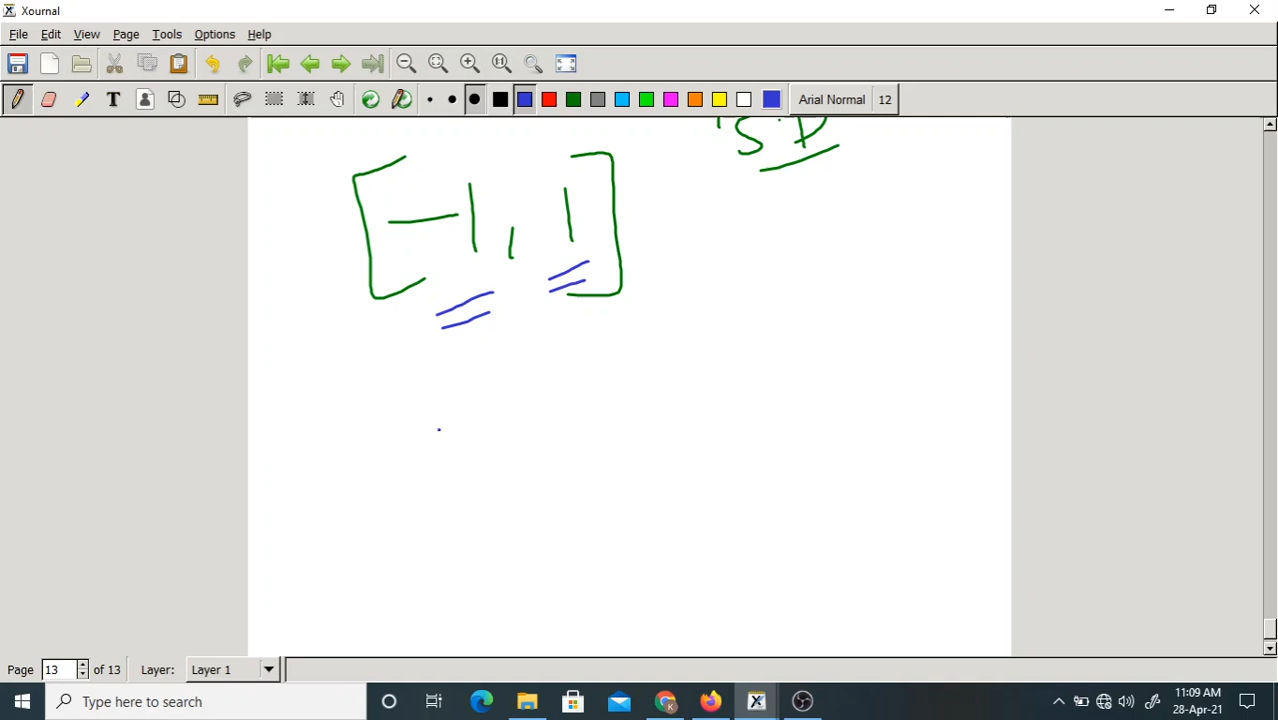 Xournal
File Edit View Page Tools Options Help
Arial Normal 12
S.D
[-1, 1]
Page 13 of 13 Layer: Layer 1
Type here to search
11:09 AM
28-Apr-21